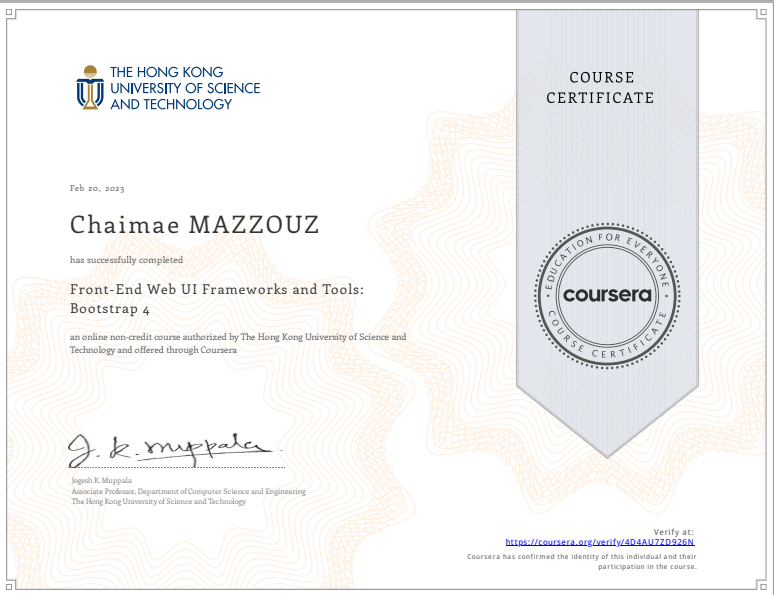 THE HONG KONG
UNIVERSITY OF SCIENCE
AND TECHNOLOGY
COURSE
CERTIFICATE
Feb 20, 2023
Chaimae MAZZOUZ
has successfully completed
Front-End Web UI Frameworks and Tools:
Bootstrap 4
an online non-credit course authorized by The Hong Kong University of Science and
Technology and offered through Coursera
EDUCATION FOR EVERYONE
coursera
COURSE CERTIFICATE
J. K. Muppala
Jogesh K. Muppala
Associate Professor, Department of Computer Science and Engineering
The Hong Kong University of Science and Technology
Verify at:
https://coursera.org/verify/4D4AU7ZD926N
Coursera has confirmed the identity of this individual and their
participation in the course.